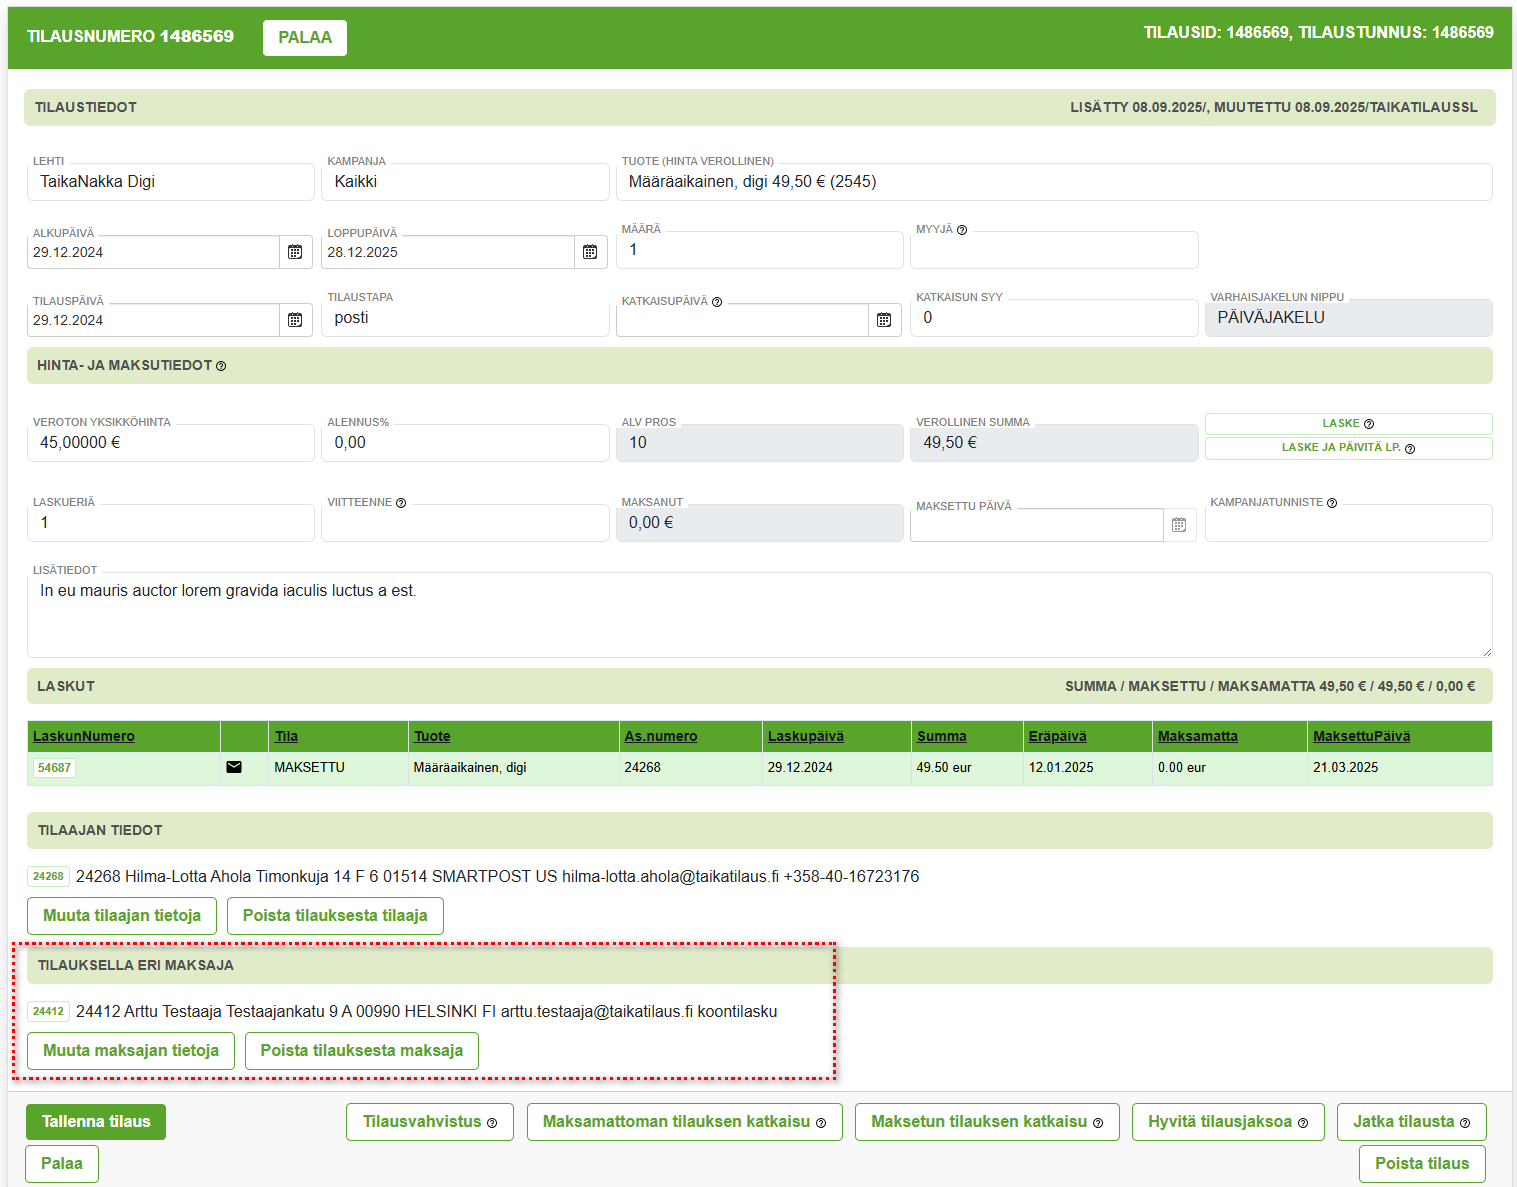 TILAUSNUMERO 1486569 PALAA TILAUSID: 1486569, TILAUSTUNNUS: 1486569
TILAUSTIEDOT LISÄTTY 08.09.2025/, MUUTETTU 08.09.2025/TAIKATILAUSSL
LEHTI KAMPANJA TUOTE (HINTA VEROLLINEN)
TaikaNakka Digi Kaikki Määräaikainen, digi 49,50 € (2545)
ALKUPÄIVÄ LOPPUPÄIVÄ MÄÄRÄ MYYJÄ
29.12.2024 28.12.2025 1
TILAUSPÄIVÄ TILAUSTAPA KATKAISUPÄIVÄ KATKAISUN SYY VARHAISJAKELUN NIPPU
29.12.2024 posti 0 PÄIVÄJAKELU
HINTA- JA MAKSUTIEDOT
VEROTON YKSIKKÖHINTA ALENNUS% ALV PROS VEROLLINEN SUMMA LASKE
45,00000 € 0,00 10 49,50 € LASKE JA PÄIVITÄ LP.
LASKUERIÄ VIITTEENNE MAKSANUT MAKSETTU PÄIVÄ KAMPANJATUNNISTE
1 0,00 €
LISÄTIEDOT
In eu mauris auctor lorem gravida iaculis luctus a est.
LASKUT SUMMA / MAKSETTU / MAKSAMATTA 49,50 € / 49,50 € / 0,00 €
LaskunNumero Tila Tuote As.numero Laskupäivä Summa Eräpäivä Maksamatta MaksettuPäivä
54687 MAKSETTU Määräaikainen, digi 24268 29.12.2024 49.50 eur 12.01.2025 0.00 eur 21.03.2025
TILAAJAN TIEDOT
24268 24268 Hilma-Lotta Ahola Timonkuja 14 F 6 01514 SMARTPOST US hilma-lotta.ahola@taikatilaus.fi +358-40-16723176
Muuta tilaajan tietoja Poista tilauksesta tilaaja
TILAUKSELLA ERI MAKSAJA
24412 24412 Arttu Testaaja Testaajankatu 9 A 00990 HELSINKI FI arttu.testaaja@taikatilaus.fi koontilasku
Muuta maksajan tietoja Poista tilauksesta maksaja
Tallenna tilaus Tilausvahvistus Maksamattoman tilauksen katkaisu Maksetun tilauksen katkaisu Hyvitä tilausjaksoa Jatka tilausta
Palaa Poista tilaus